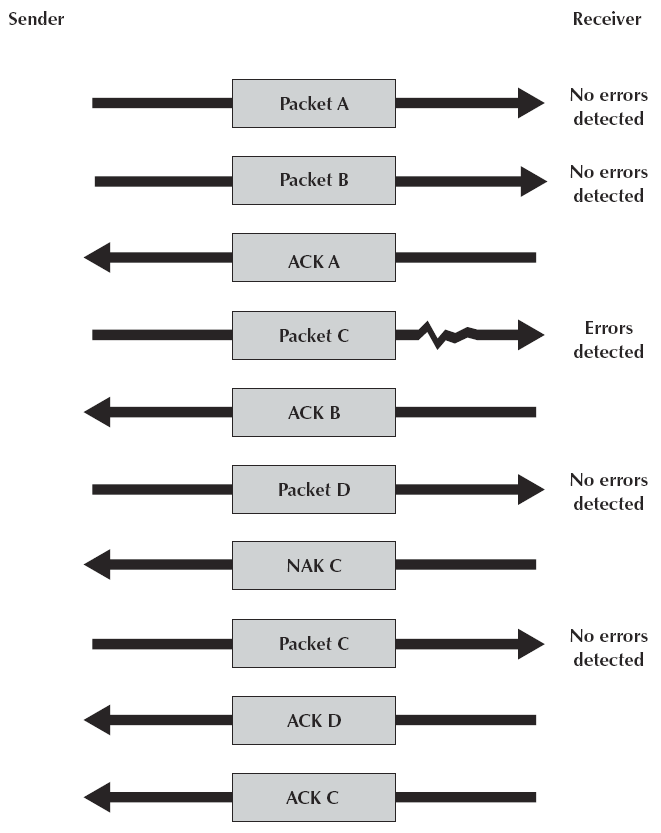 Sender Receiver
Packet A
No errors
detected
Packet B
No errors
detected
ACK A
Packet C
Errors
detected
ACK B
Packet D
No errors
detected
NAK C
Packet C
No errors
detected
ACK D
ACK C